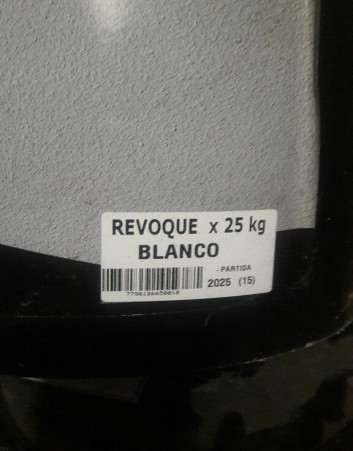 REVOQUE x 25 kg
BLANCO
- PARTIDA
2025 (15)